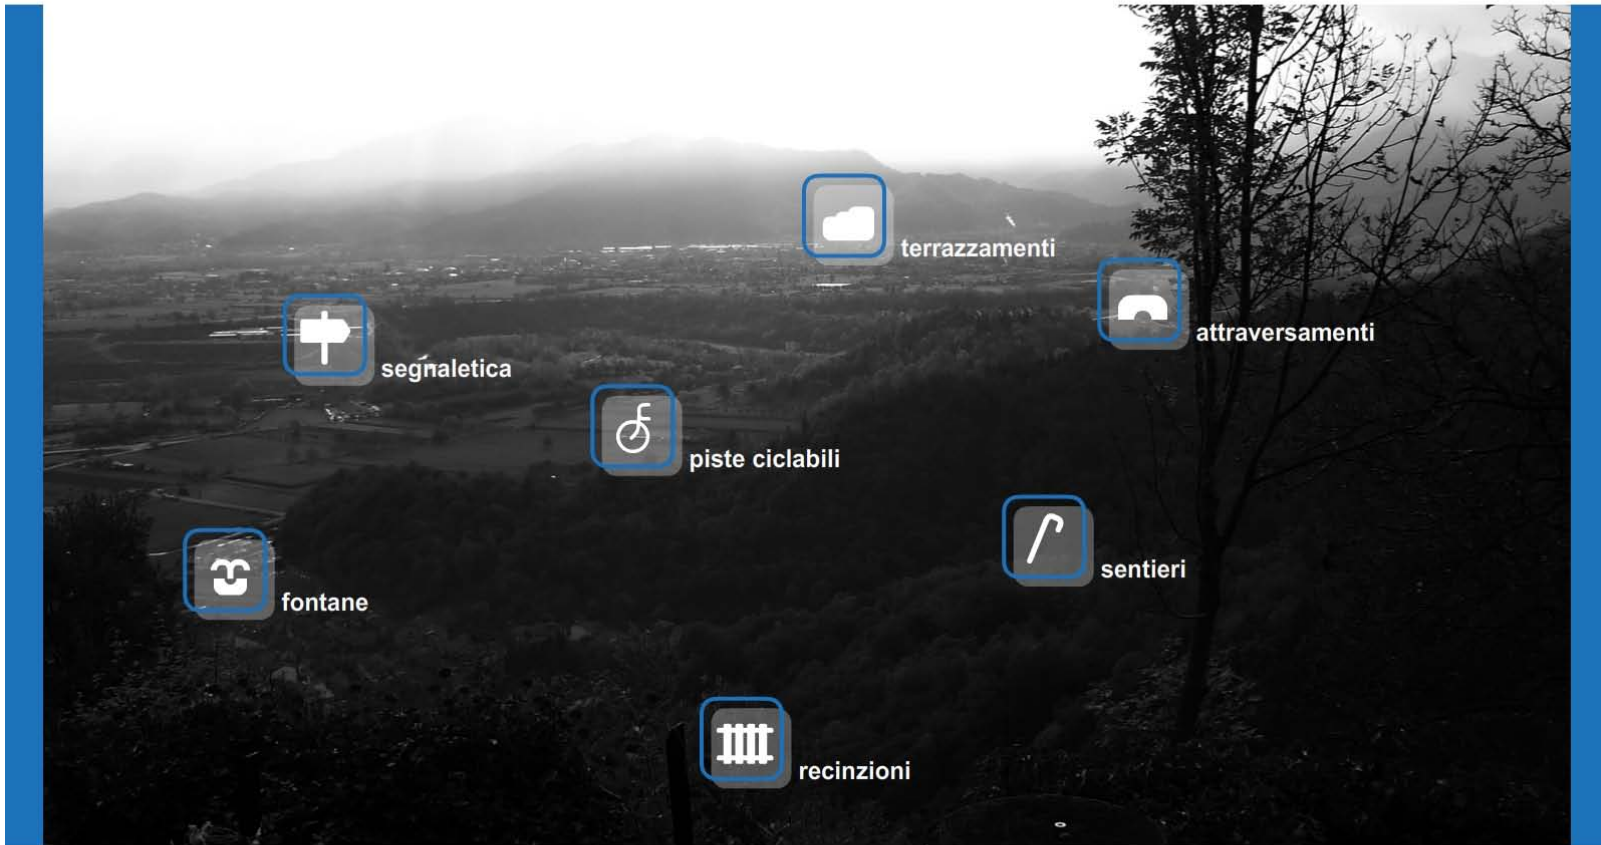 terrazzamenti
attraversamenti
segnaletica
piste ciclabili
sentieri
fontane
recinzioni